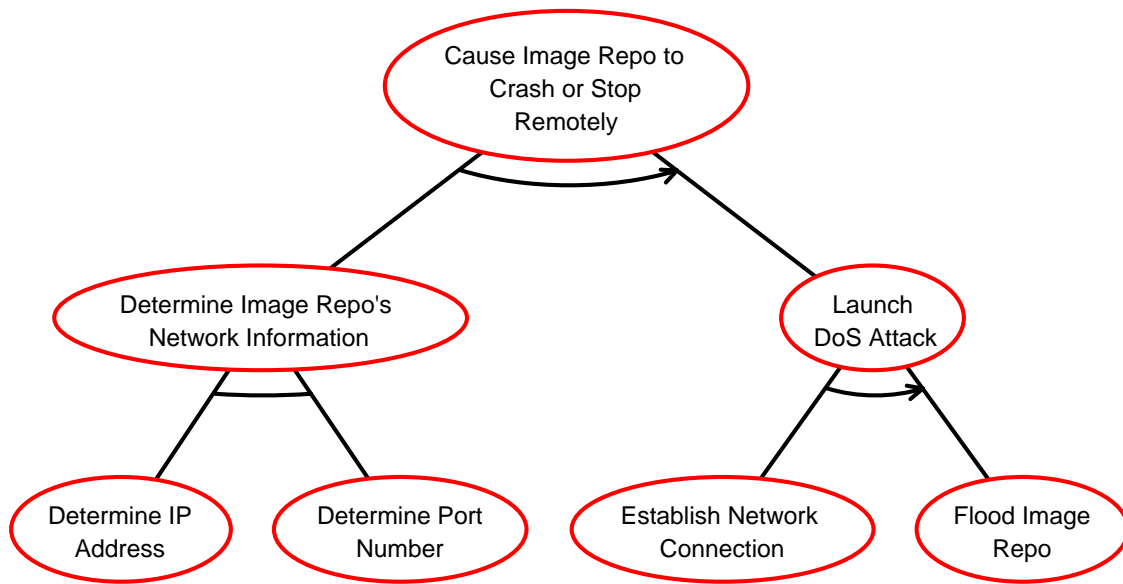 Cause Image Repo to
Crash or Stop
Remotely
Determine Image Repo's
Network Information
Launch
DoS Attack
Determine IP
Address
Determine Port
Number
Establish Network
Connection
Flood Image
Repo